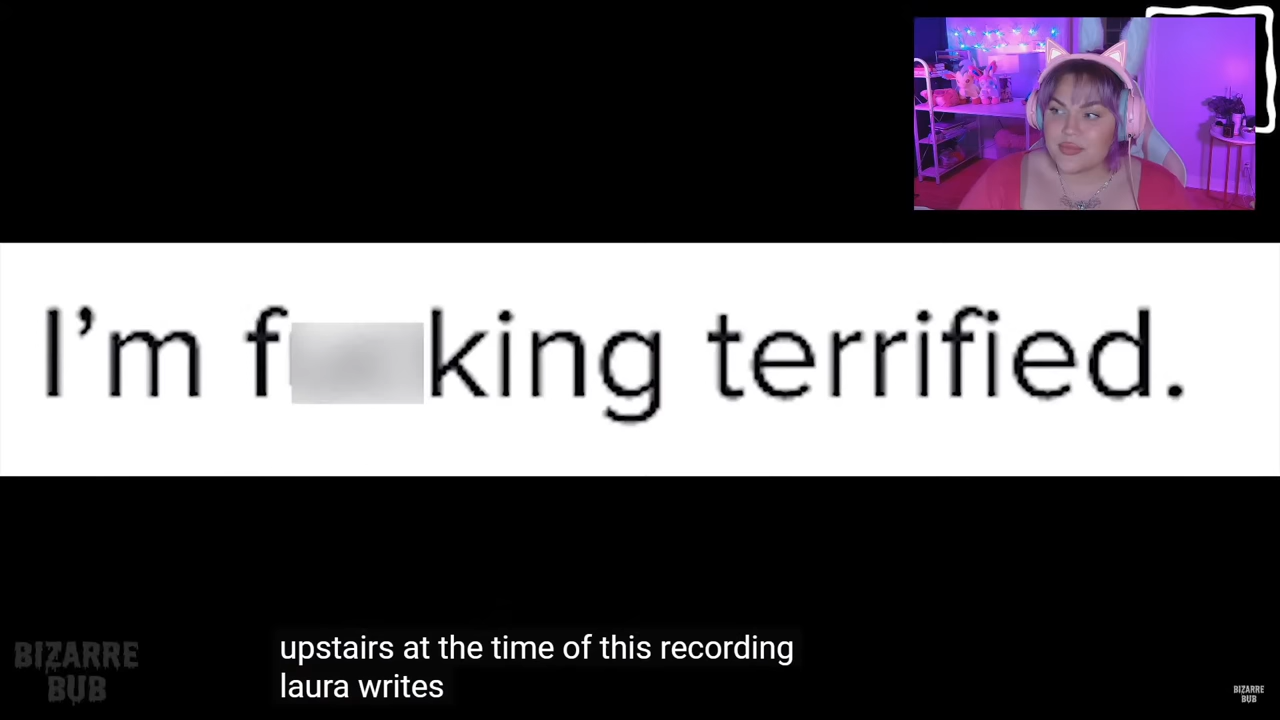 I'm f king terrified.
upstairs at the time of this recording
laura writes
BIZARRE
BUB
BIZARRE
BUB